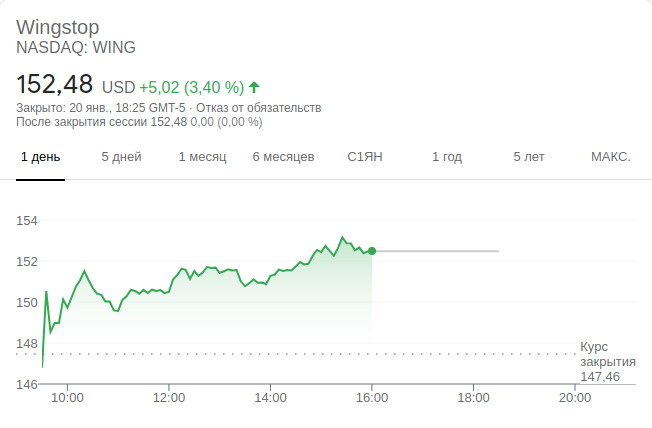 Wingstop
NASDAQ: WING
152,48 USD +5,02 (3,40 %)
Закрыто: 20 янв., 18:25 GMT-5 · Отказ от обязательств
После закрытия сессии 152,48 0,00 (0,00 %)
1 день 5 дней 1 месяц 6 месяцев С1ЯН 1 год 5 лет МАКС.
154
152
150
148
Курс
закрытия
147,46
146
10:00 12:00 14:00 16:00 18:00 20:00